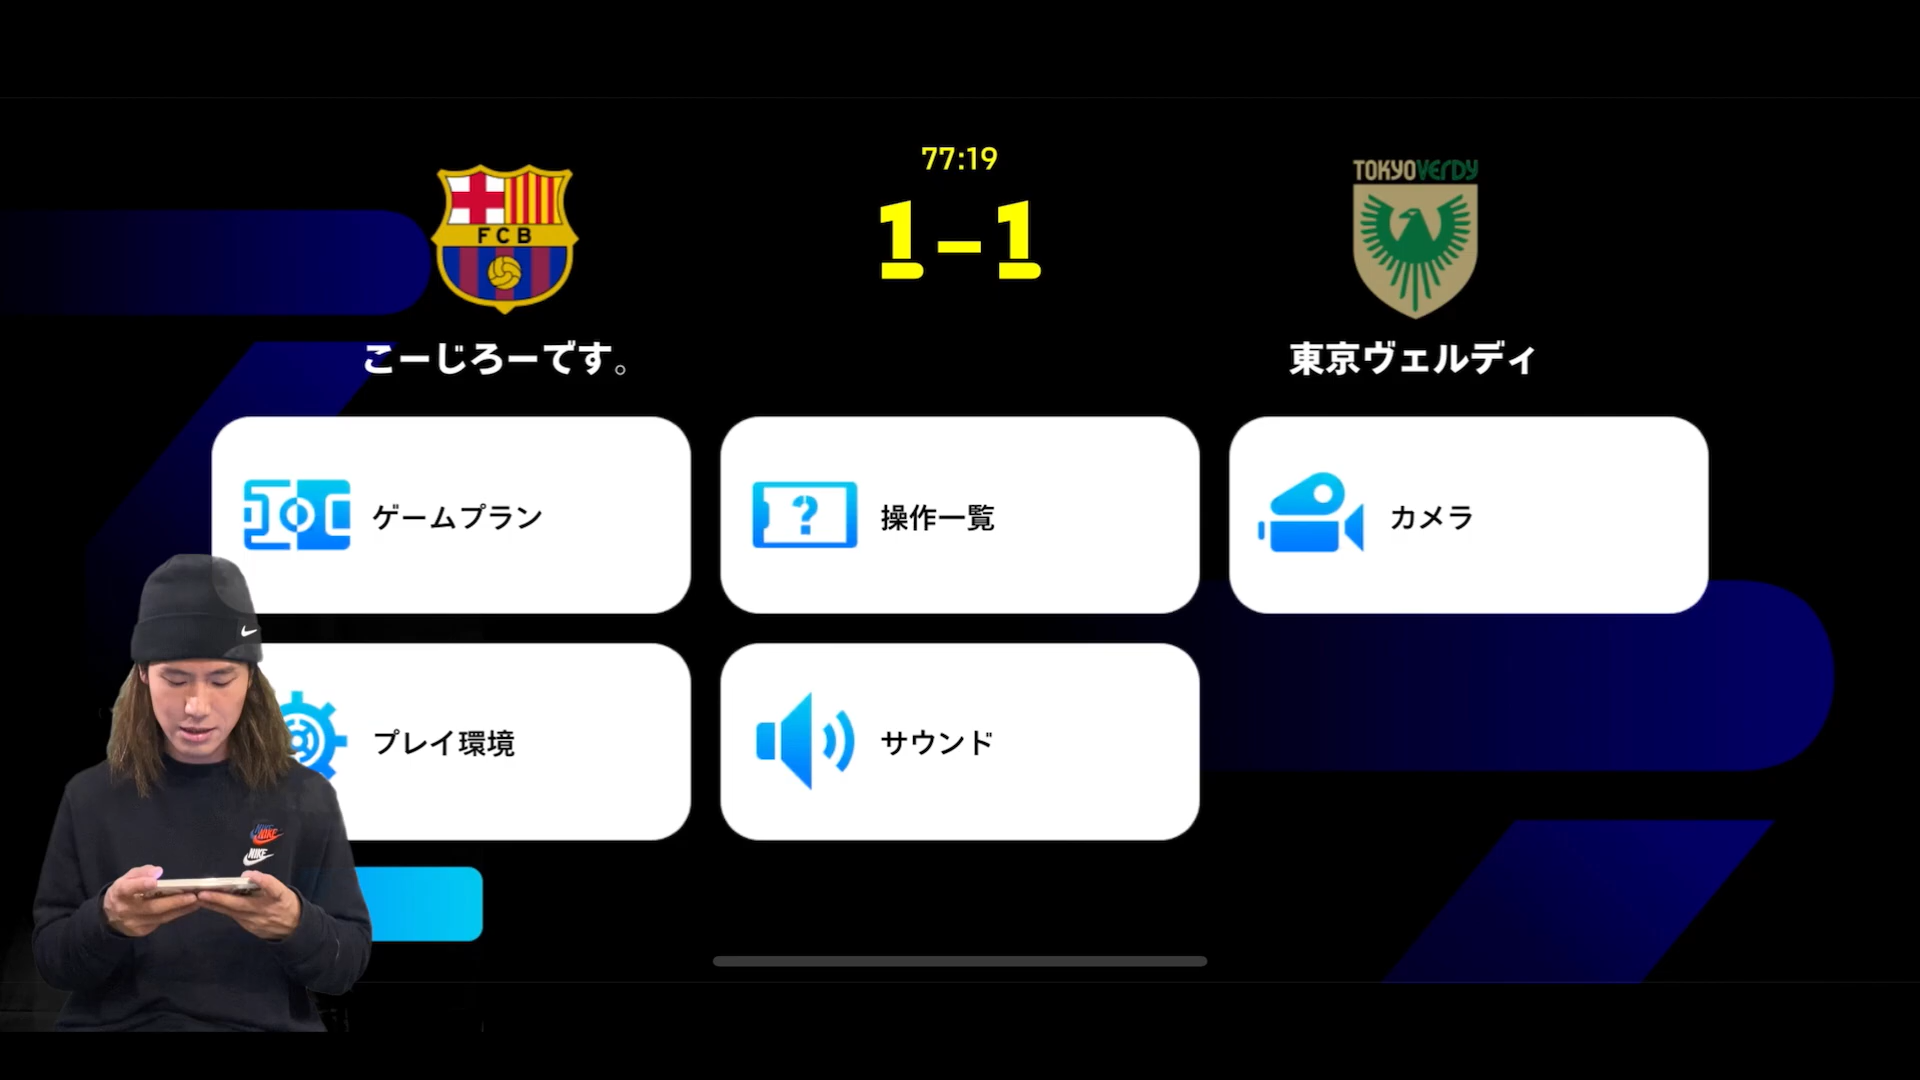 77:19
1-1
FCB
TOKYO VERDY
こーじろーです。
東京ヴェルディ
ゲームプラン
操作一覧
カメラ
プレイ環境
サウンド
NIKE
NIKE